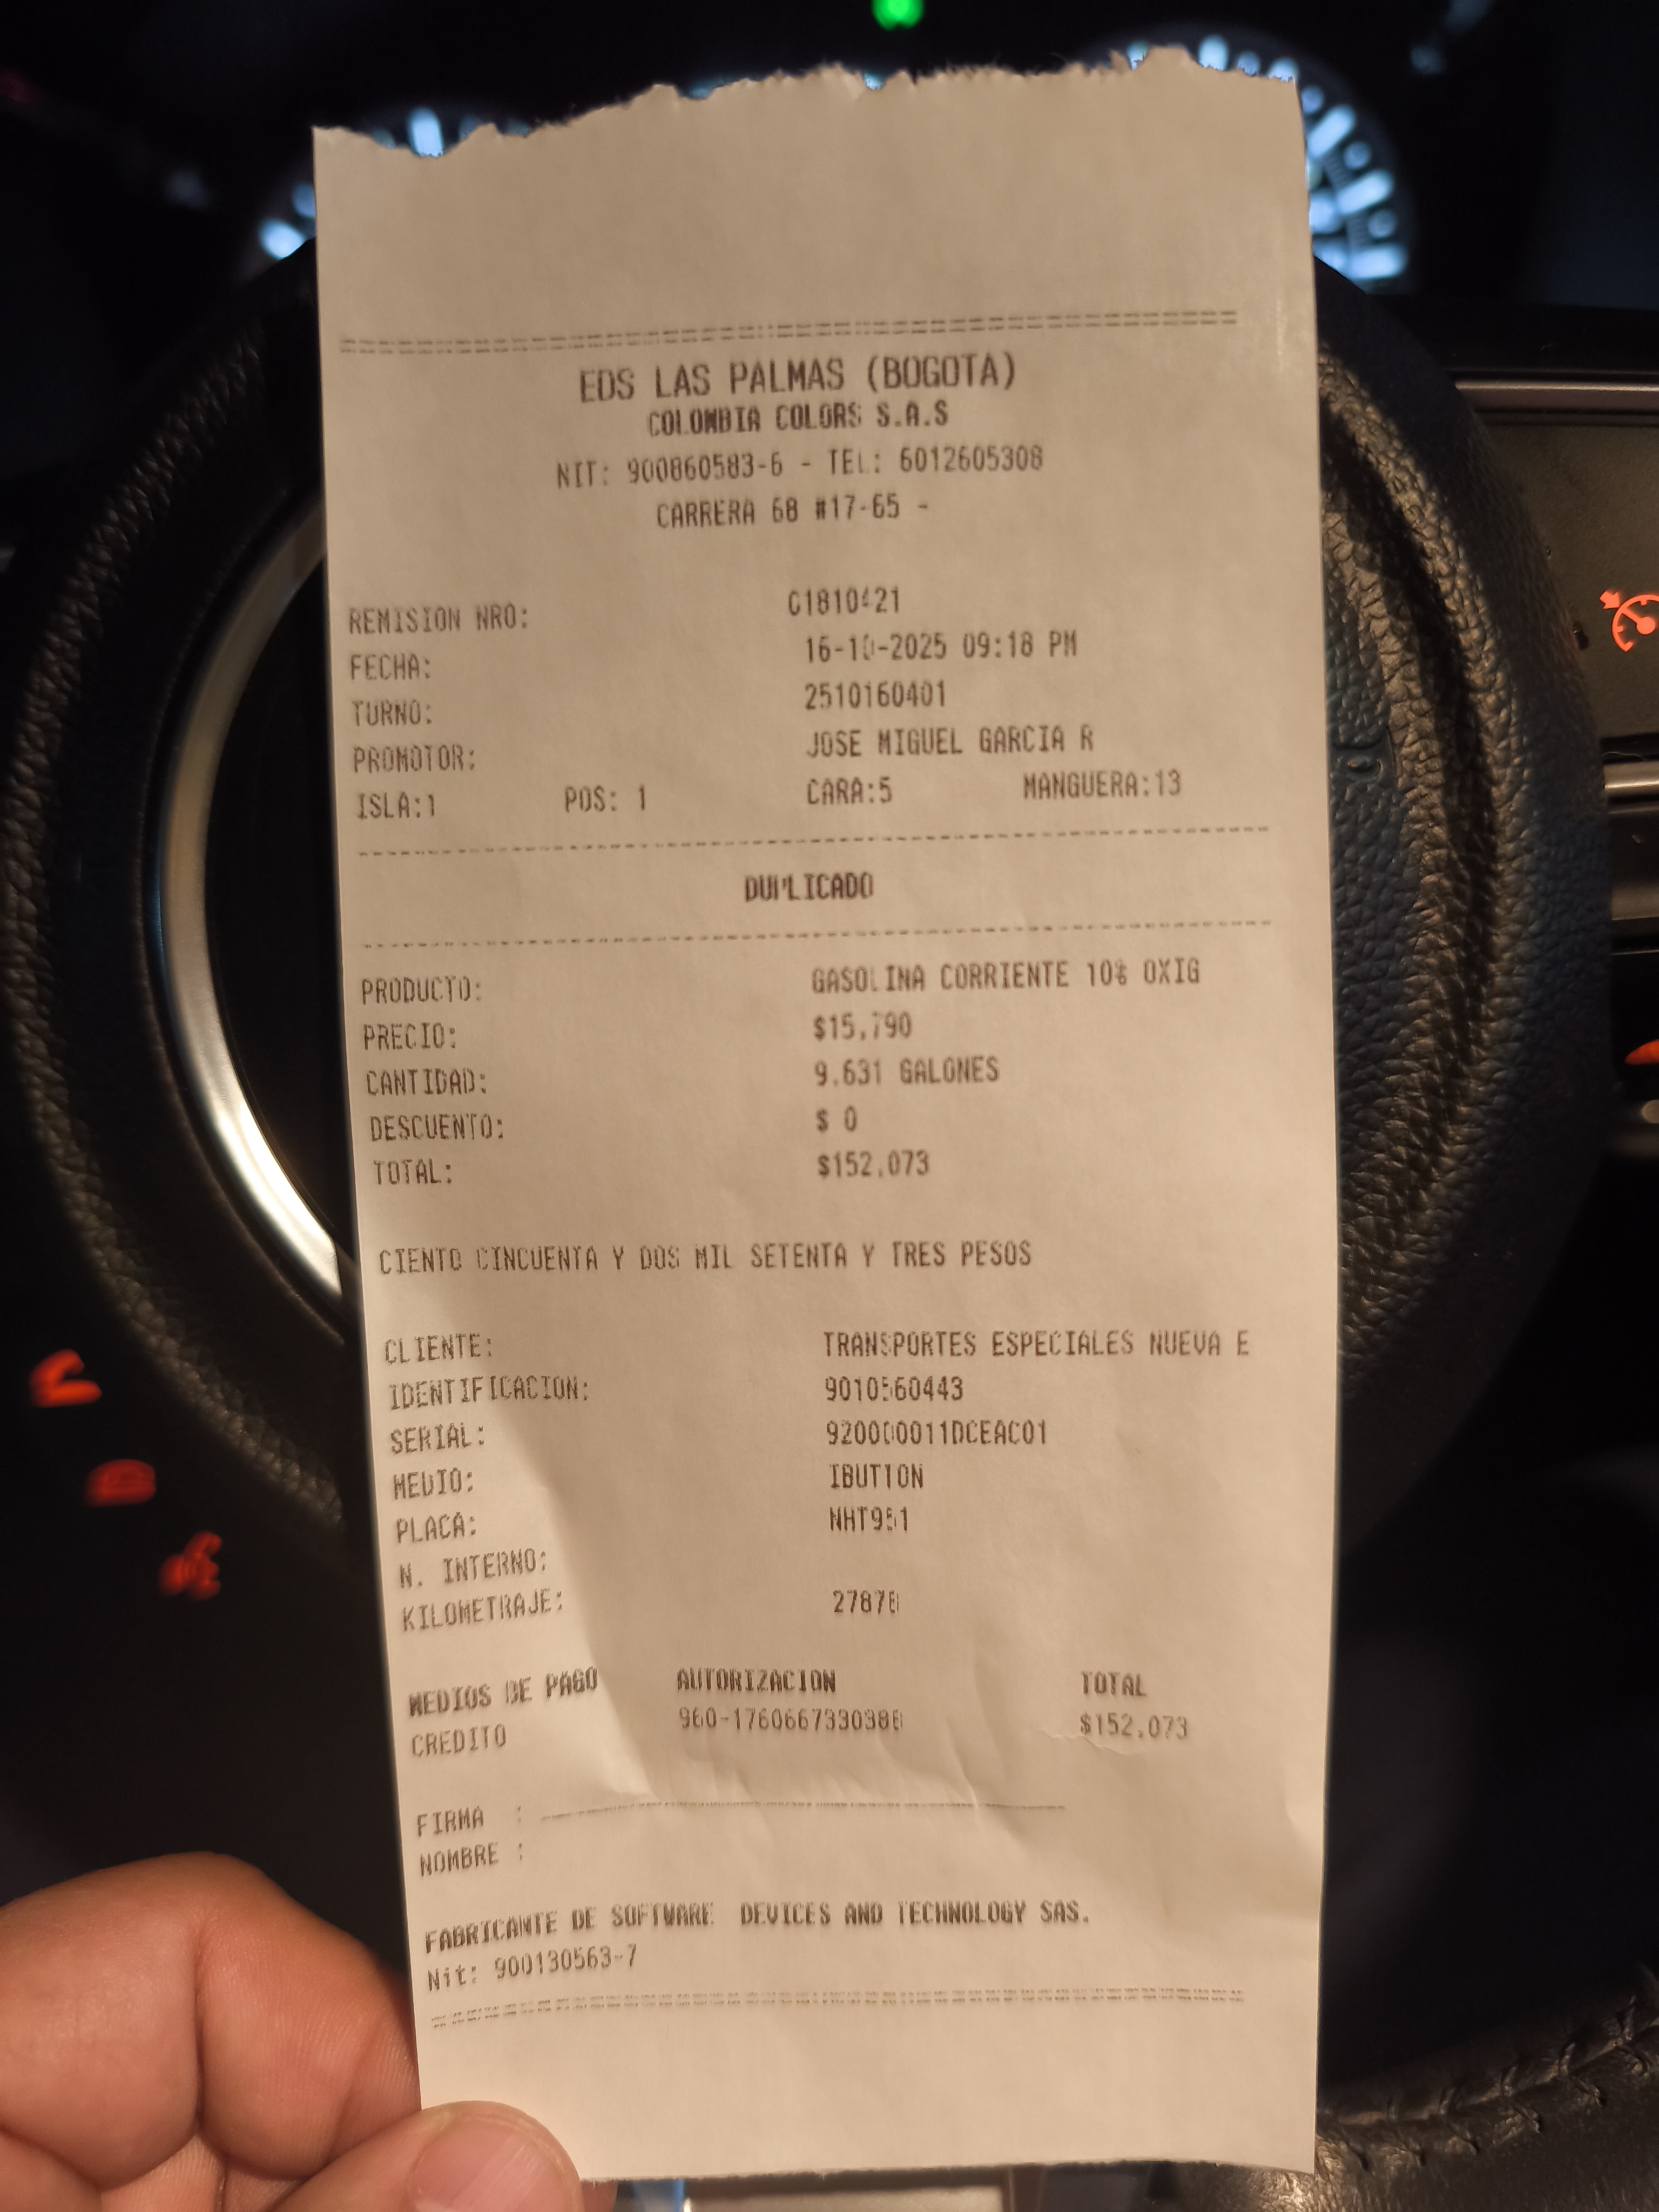 EDS LAS PALMAS (BOGOTA)
COLOMBIA COLORS S.A.S
NIT: 900860583-6 - TEL: 6012605308
CARRERA 68 #17-65 -
REMISION NRO: C1810421
FECHA: 16-10-2025 09:18 PM
TURNO: 2510160401
PROMOTOR: JOSE MIGUEL GARCIA R
ISLA:1 POS: 1 CARA:5 MANGUERA:13
DUPLICADO
PRODUCTO: GASOLINA CORRIENTE 10% OXIG
PRECIO: $15,790
CANTIDAD: 9.631 GALONES
DESCUENTO: $ 0
TOTAL: $152,073
CIENTO CINCUENTA Y DOS MIL SETENTA Y TRES PESOS
CLIENTE: TRANSPORTES ESPECIALES NUEVA E
IDENTIFICACION: 9010560443
SERIAL: 920000011DCEAC01
MEDIO: IBUTTON
PLACA: NHT951
N. INTERNO:
KILOMETRAJE:
MEDIOS DE PAGO AUTORIZACION TOTAL
CREDITO $152,073
FIRMA :
NOMBRE :
FABRICANTE DE SOFTWARE DEVICES AND TECHNOLOGY SAS.
Nit: 900130563-7